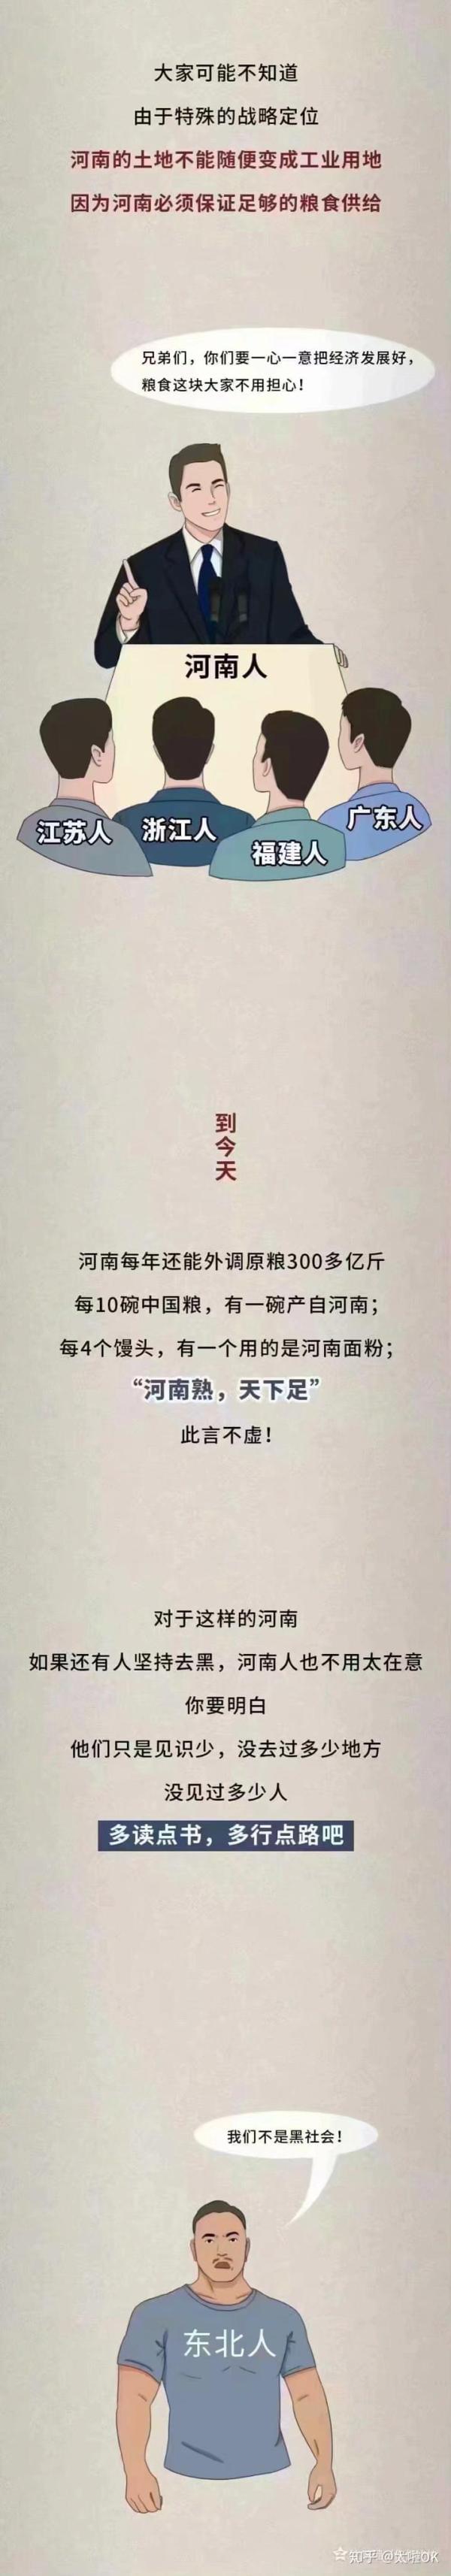 大家可能不知道
由于特殊的战略定位
河南的土地不能随便变成工业用地
因为河南必须保证足够的粮食供给
兄弟们，你们要一心一意把经济发展好，
粮食这块大家不用担心！
河南人
江苏人
浙江人
福建人
广东人
到
今
天
河南每年还能外调原粮300多亿斤
每10碗中国粮，有一碗产自河南；
每4个馒头，有一个用的是河南面粉；
“河南熟，天下足”
此言不虚！
对于这样的河南
如果还有人坚持去黑，河南人也不用太在意
你要明白
他们只是见识少，没去过多少地方
没见过多少人
多读点书，多行点路吧
我们不是黑社会！
东北人
知乎